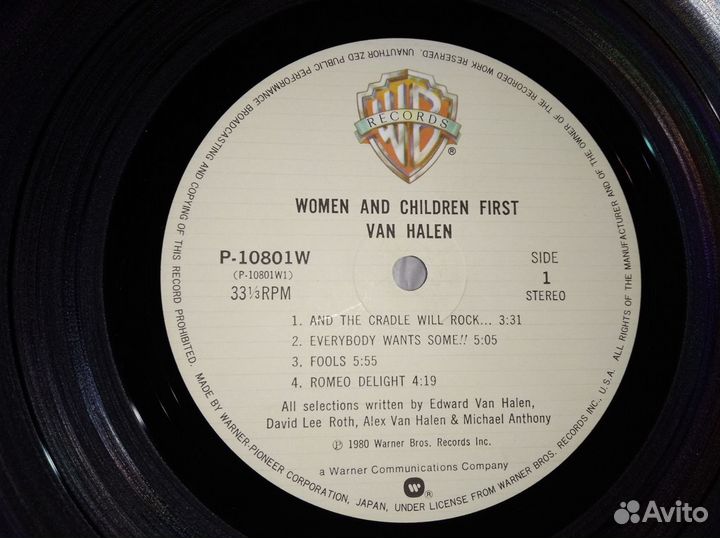 WB
RECORDS
®
WOMEN AND CHILDREN FIRST
VAN HALEN
P-10801W
(P-10801W1)
33⅓RPM
SIDE
1
STEREO
1. AND THE CRADLE WILL ROCK... 3:31
2. EVERYBODY WANTS SOME!! 5:05
3. FOOLS 5:55
4. ROMEO DELIGHT 4:19
All selections written by Edward Van Halen,
David Lee Roth, Alex Van Halen & Michael Anthony
℗ 1980 Warner Bros. Records Inc.
a Warner Communications Company
®
MADE BY WARNER-PIONEER CORPORATION, JAPAN, UNDER LICENSE FROM WARNER BROS. RECORDS INC., U.S.A. ALL RIGHTS OF THE MANUFACTURER AND OF THE OWNER OF THE RECORDED WORK RESERVED. UNAUTHORIZED PUBLIC PERFORMANCE BROADCASTING AND COPYING OF THIS RECORD PROHIBITED.
Avito